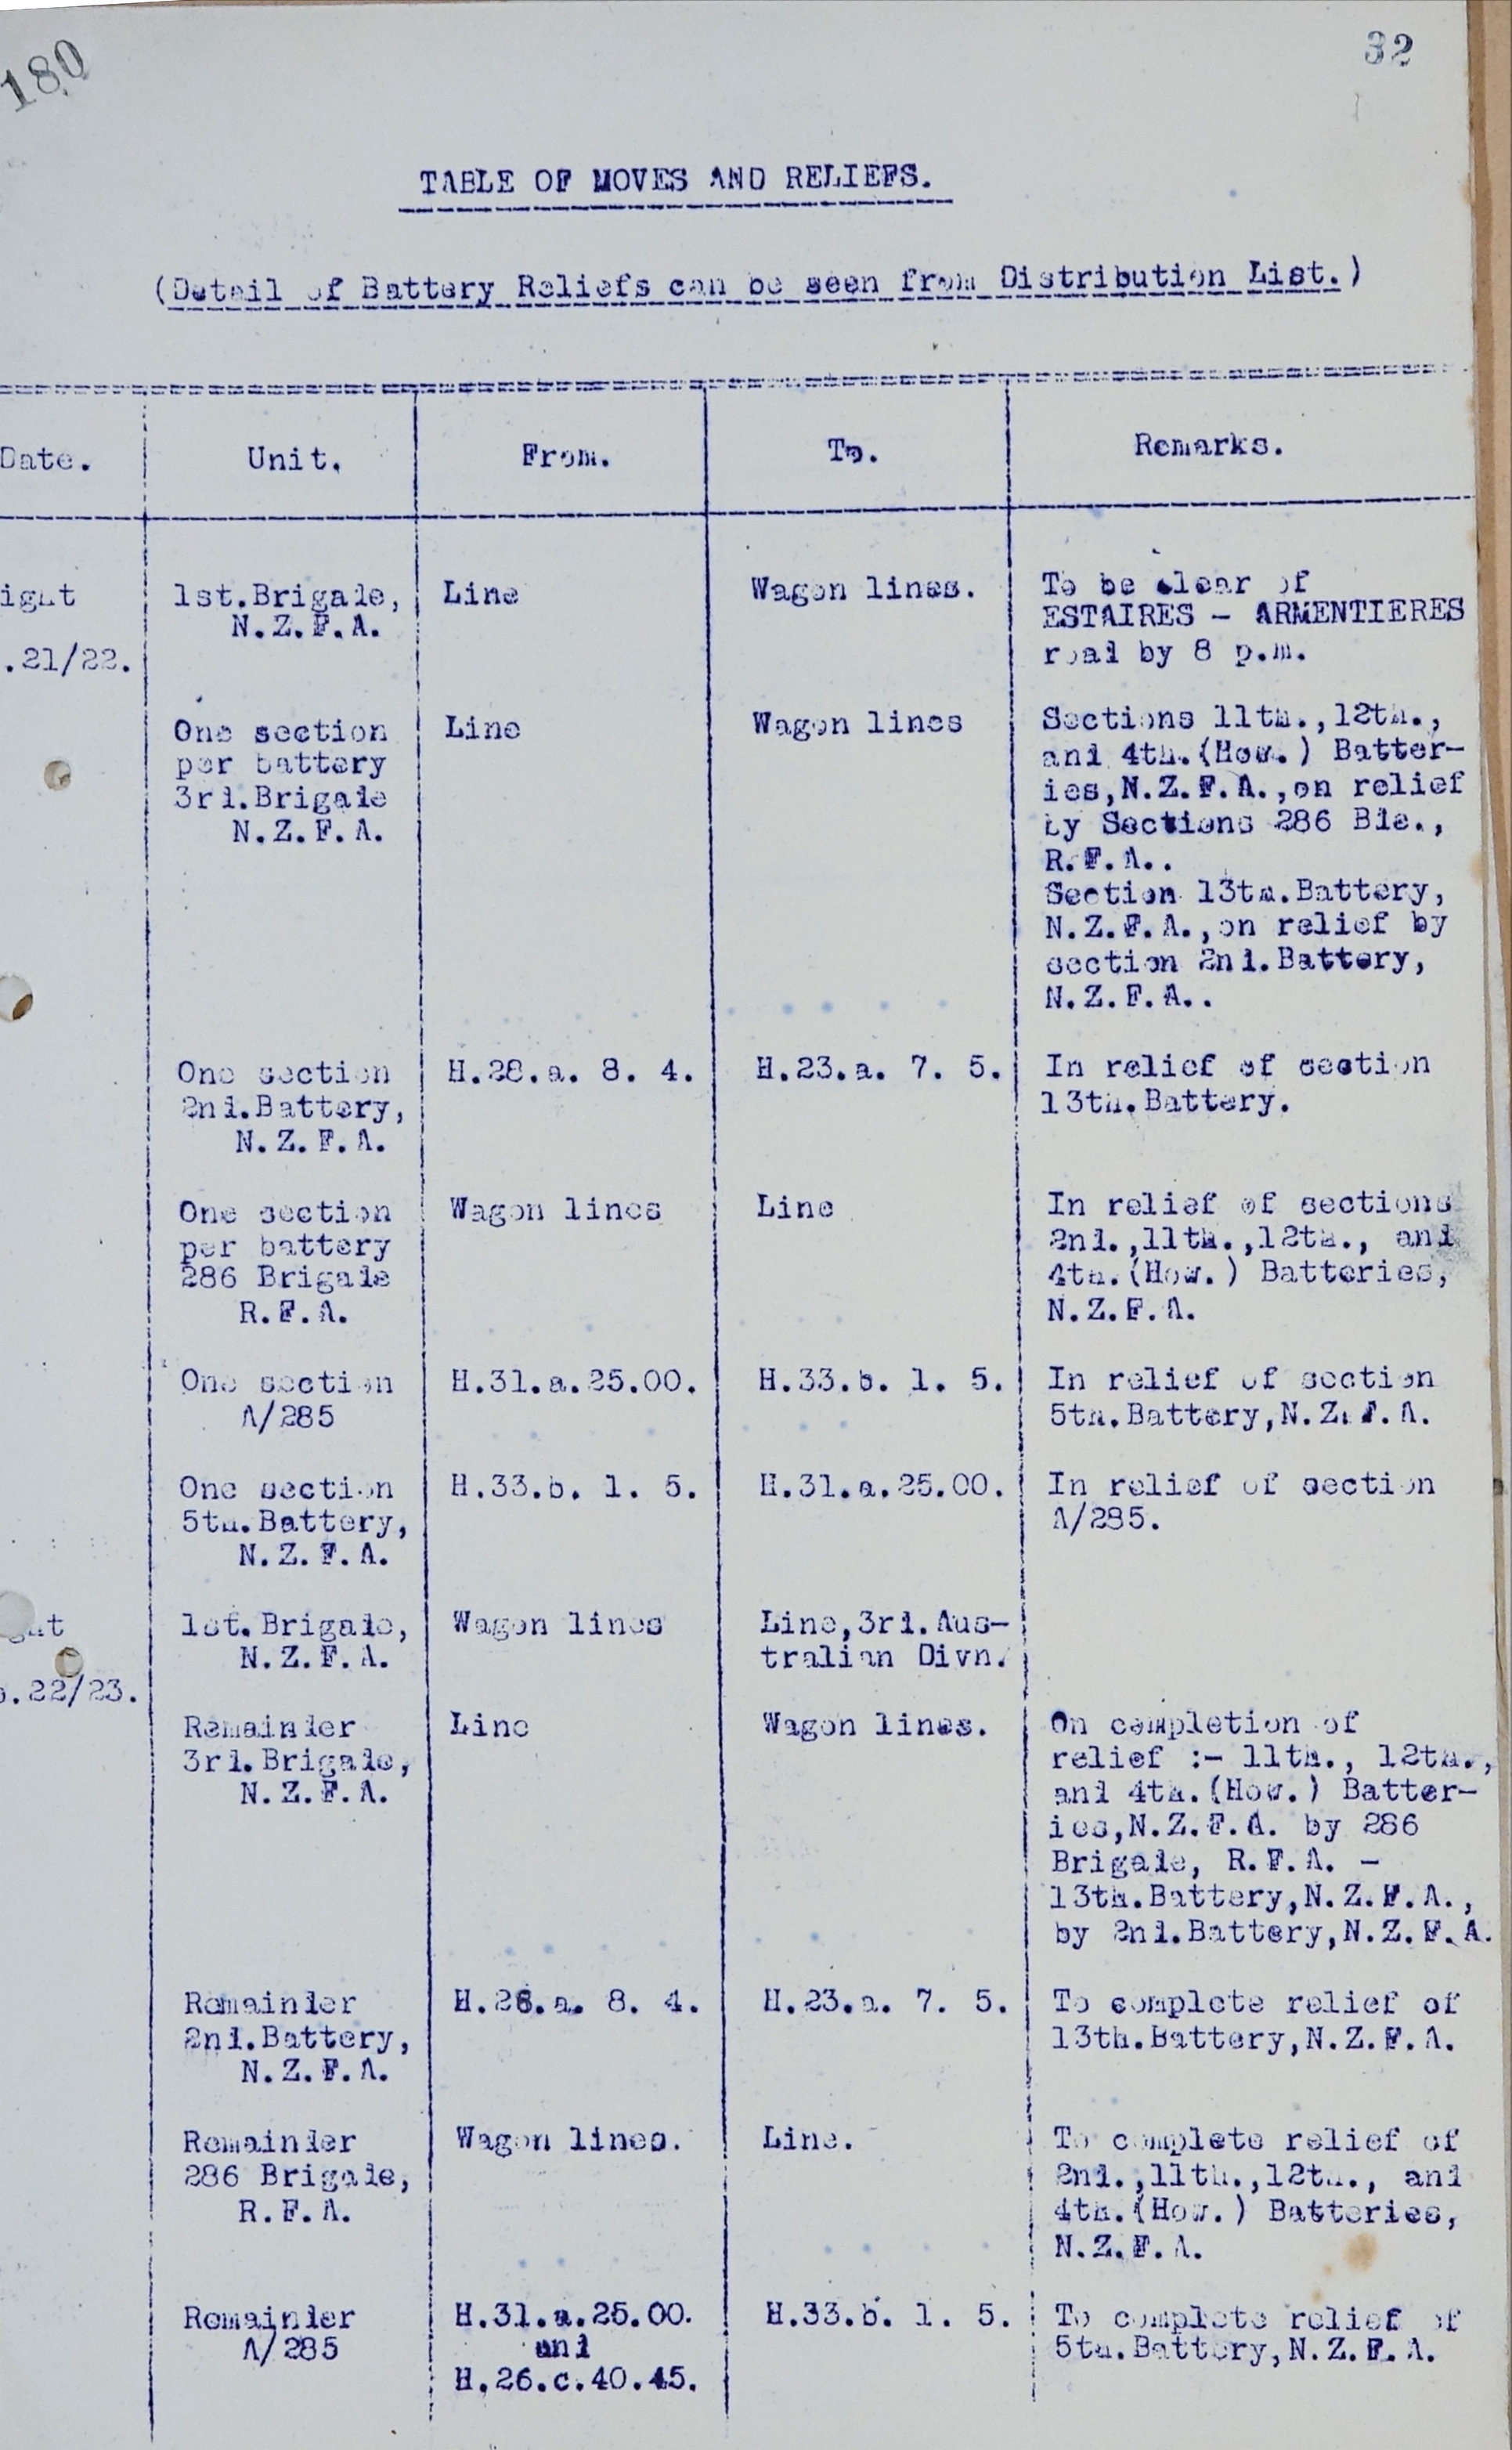 180
32
TABLE OF MOVES AND RELIEFS.
(Detail of Battery Reliefs can be seen from Distribution List.)
Date. Unit. From. To. Remarks.
1st.Brigade, Line Wagon lines. To be clear of
N.Z.F.A. ESTAIRES - ARMENTIERES
.21/22. road by 8 p.m.
One section Line Wagon lines Sections 11th.,12th.,
per battery and 4th.(How.) Batter-
3rd.Brigade ies,N.Z.F.A.,on relief
N.Z.F.A. by Sections 286 Bde.,
R.F.A..
Section 13th.Battery,
N.Z.F.A.,on relief by
section 2nd.Battery,
N.Z.F.A..
One section H.28.a. 8. 4. H.23.a. 7. 5. In relief of section
2nd.Battery, 13th.Battery.
N.Z.F.A.
One section Wagon lines Line In relief of sections
per battery 2nd.,11th.,12th., and
286 Brigade 4th.(How.) Batteries,
R.F.A. N.Z.F.A.
One section H.31.a.25.00. H.33.b. 1. 5. In relief of section
A/285 5th.Battery,N.Z.F.A.
One section H.33.b. 1. 5. H.31.a.25.00. In relief of section
5th.Battery, A/285.
N.Z.F.A.
1st.Brigade, Wagon lines Line,3rd.Aus-
N.Z.F.A. tralian Divn.
.22/23.
Remainder Line Wagon lines. On completion of
3rd.Brigade, relief :- 11th., 12th.,
N.Z.F.A. and 4th.(How.) Batter-
ies,N.Z.F.A. by 286
Brigade, R.F.A. -
13th.Battery,N.Z.F.A.,
by 2nd.Battery,N.Z.F.A.
Remainder H.28.a. 8. 4. H.23.a. 7. 5. To complete relief of
2nd.Battery, 13th.Battery,N.Z.F.A.
N.Z.F.A.
Remainder Wagon lines. Line. To complete relief of
286 Brigade, 2nd.,11th.,12th., and
R.F.A. 4th.(How.) Batteries,
N.Z.F.A.
Remainder H.31.a.25.00. H.33.b. 1. 5. To complete relief of
A/285 and 5th.Battery,N.Z.F.A.
H.26.c.40.45.